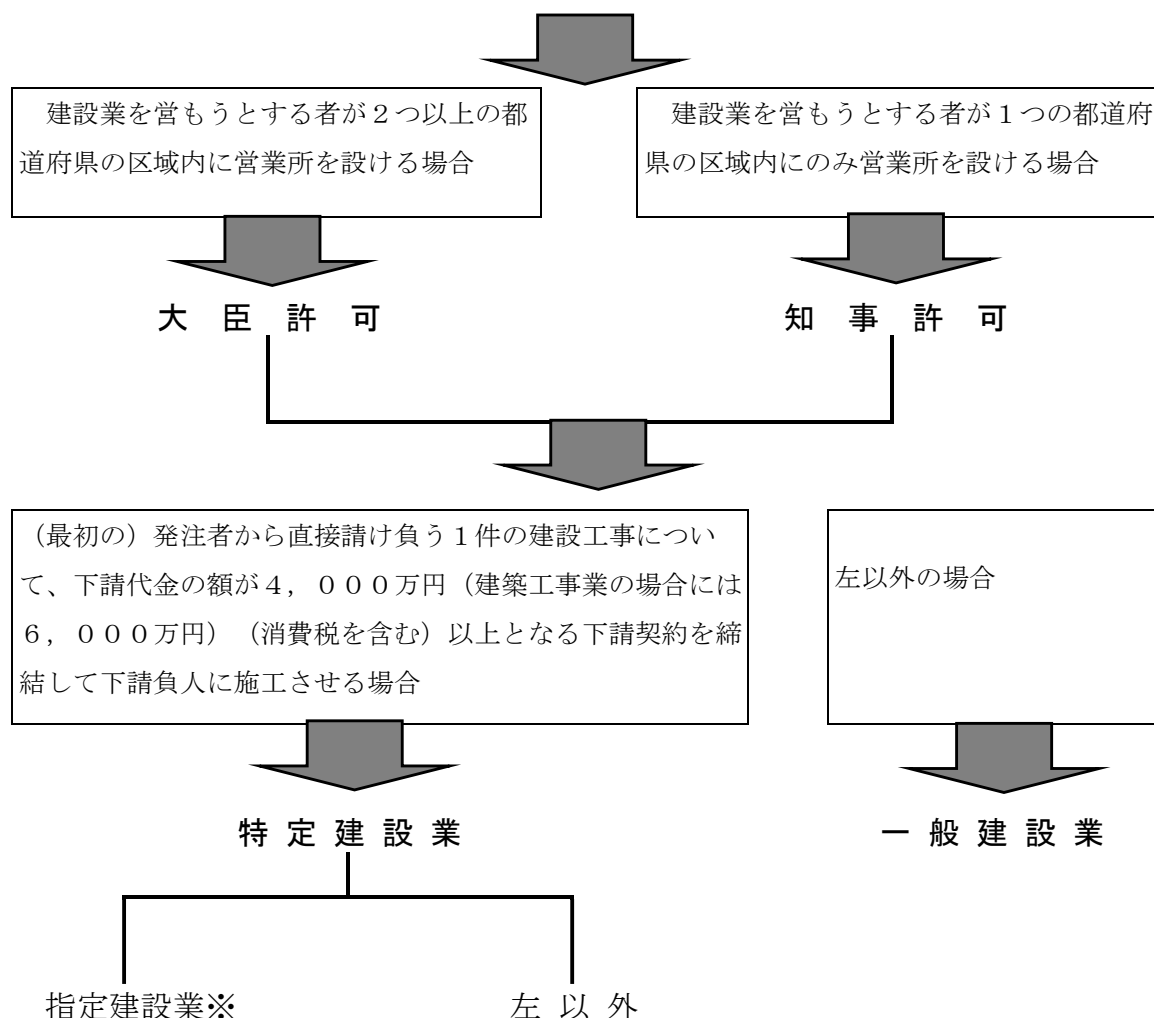 建設業を営もうとする者が２つ以上の都
道府県の区域内に営業所を設ける場合
建設業を営もうとする者が１つの都道府
県の区域内にのみ営業所を設ける場合
大　臣　許　可
知　事　許　可
（最初の）発注者から直接請け負う１件の建設工事につい
て、下請代金の額が４，０００万円（建築工事業の場合には
６，０００万円）（消費税を含む）以上となる下請契約を締
結して下請負人に施工させる場合
左以外の場合
特 定 建 設 業
一 般 建 設 業
指定建設業※
左 以 外